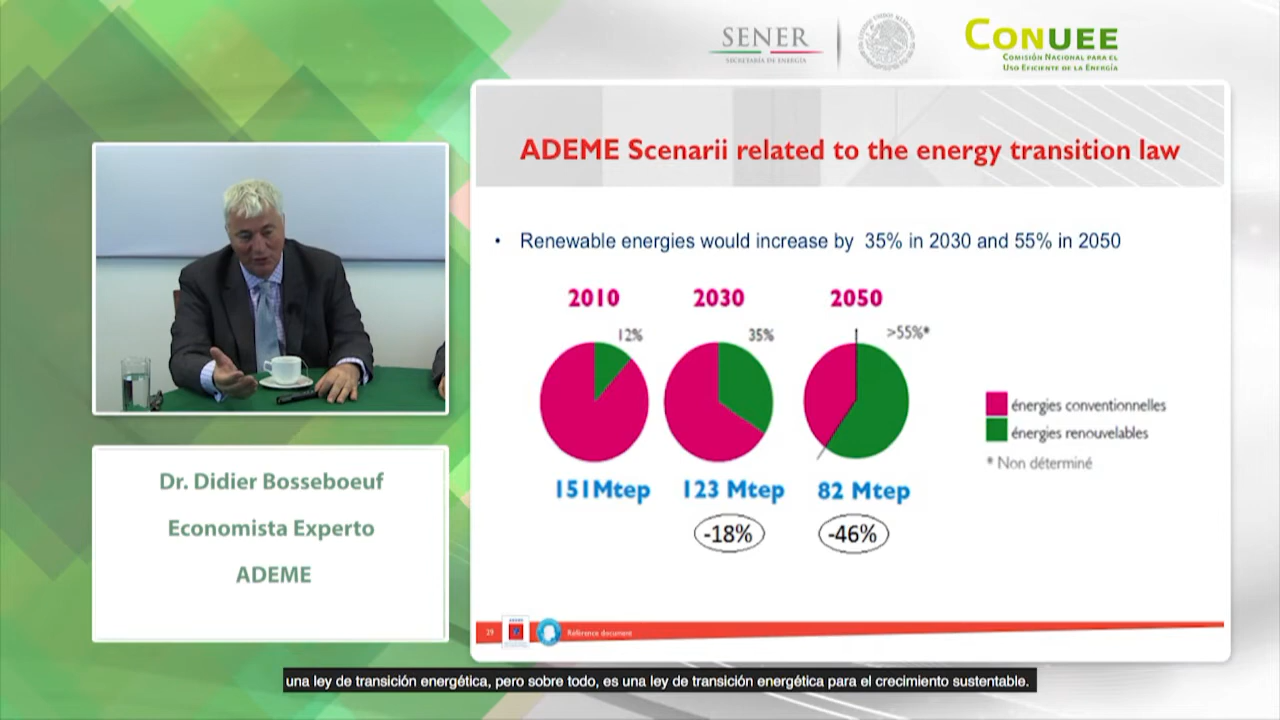 SENER
SECRETARÍA DE ENERGÍA
CONUEE
COMISIÓN NACIONAL PARA EL
USO EFICIENTE DE LA ENERGÍA
ADEME Scenarii related to the energy transition law
• Renewable energies would increase by 35% in 2030 and 55% in 2050
2010 2030 2050
12% 35% >55%*
énergies conventionnelles
énergies renouvelables
* Non déterminé
151Mtep 123 Mtep 82 Mtep
-18% -46%
29 Reference document
Dr. Didier Bosseboeuf
Economista Experto
ADEME
una ley de transición energética, pero sobre todo, es una ley de transición energética para el crecimiento sustentable.